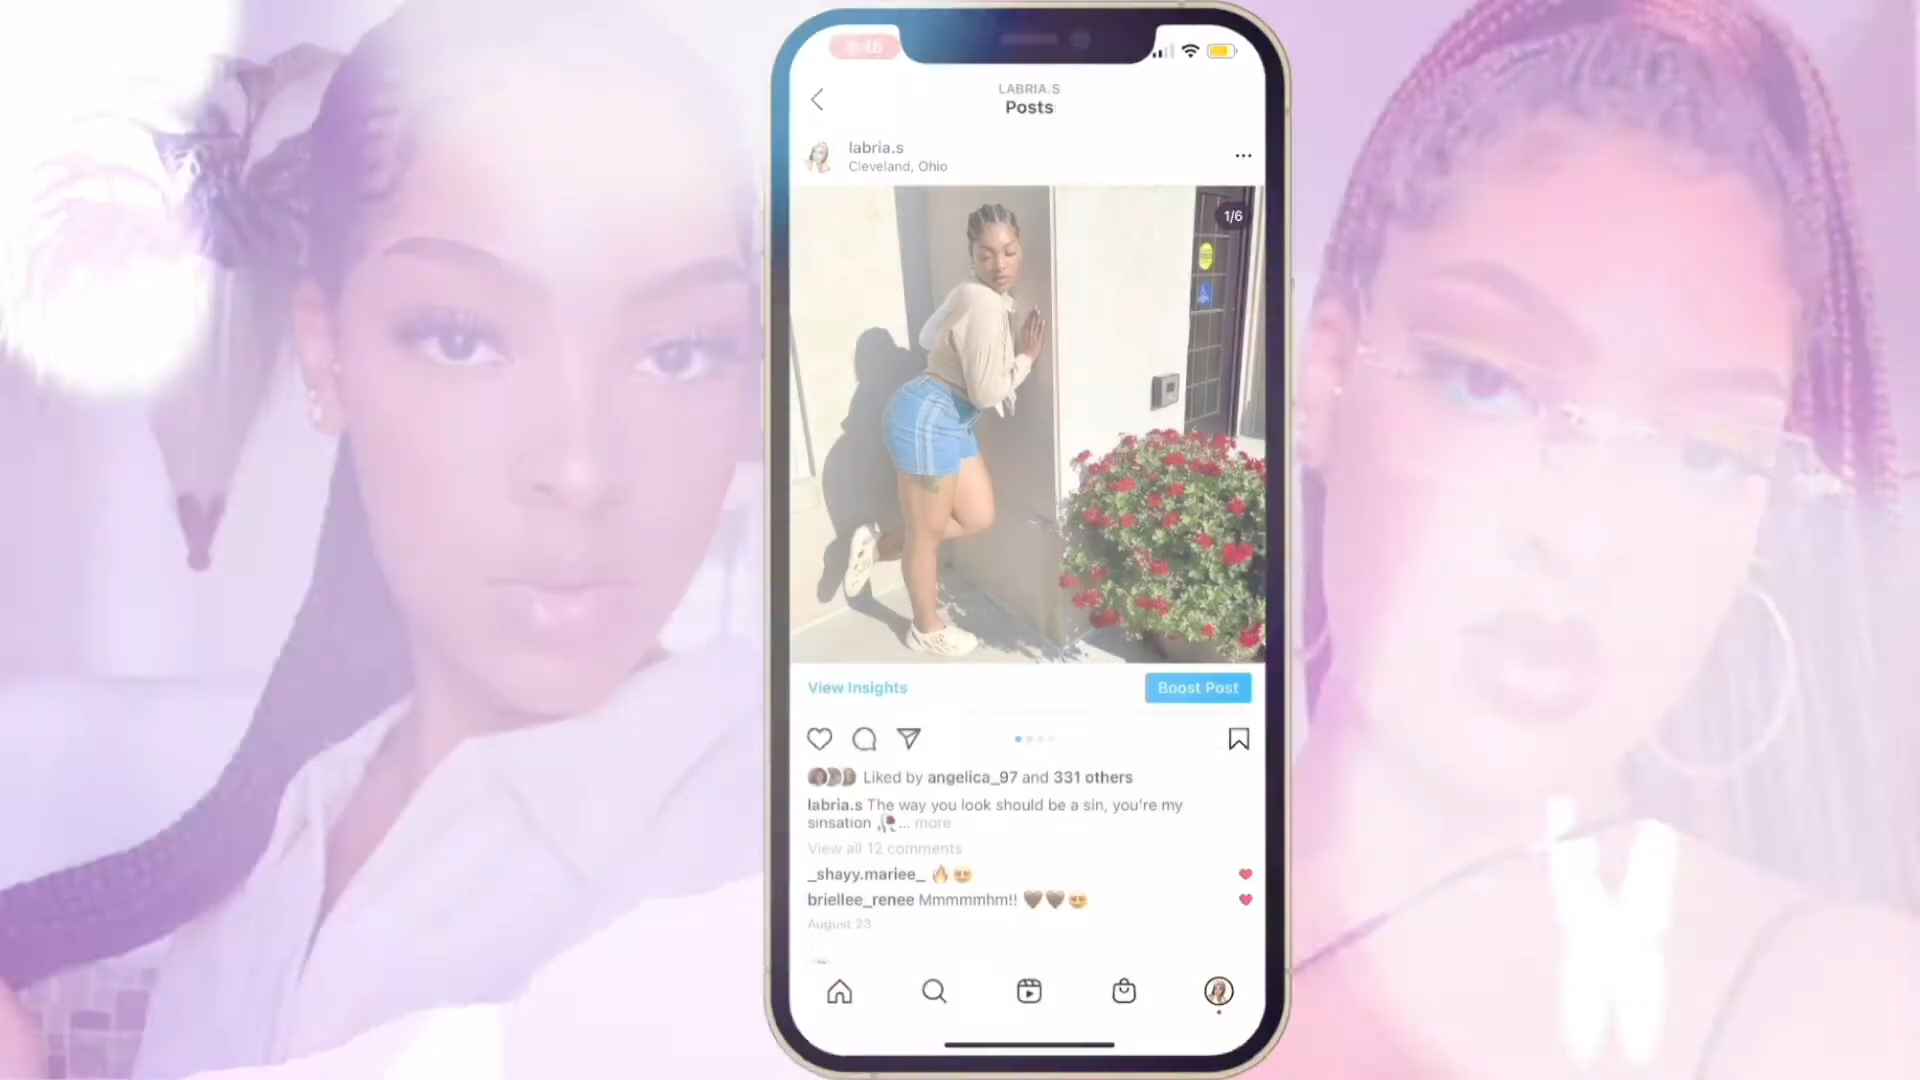 LABRIA.S
Posts
labria.s
Cleveland, Ohio
1/6
View Insights
Boost Post
Liked by angelica_97 and 331 others
labria.s The way you look should be a sin, you're my
sinsation 🥀... more
View all 12 comments
_shayy.mariee_ 🔥😍
briellee_renee Mmmmmhm!! 🖤🖤😍
August 23